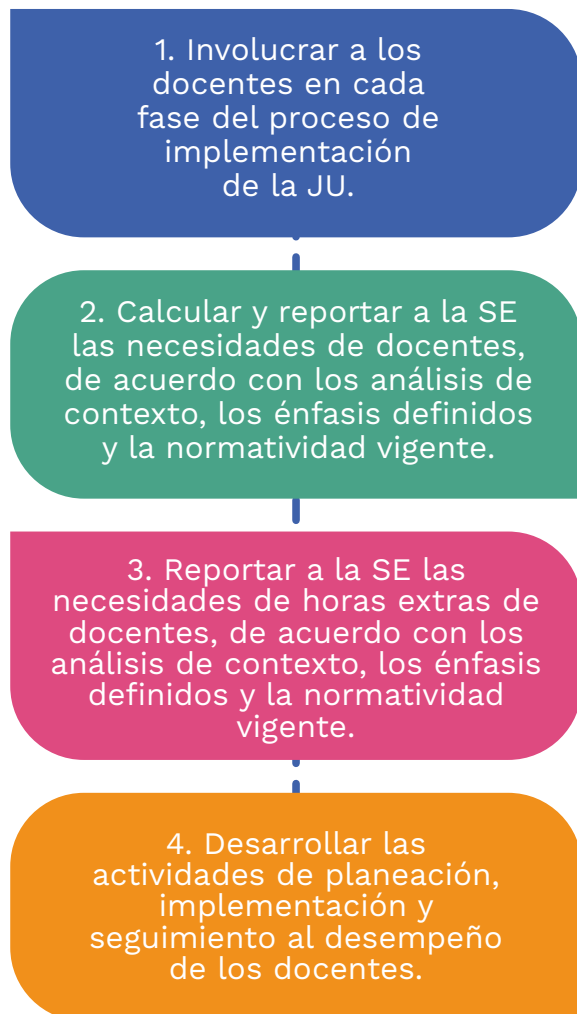 1. Involucrar a los
docentes en cada
fase del proceso de
implementación
de la JU.
2. Calcular y reportar a la SE
las necesidades de docentes,
de acuerdo con los análisis de
contexto, los énfasis definidos
y la normatividad vigente.
3. Reportar a la SE las
necesidades de horas extras de
docentes, de acuerdo con los
análisis de contexto, los énfasis
definidos y la normatividad
vigente.
4. Desarrollar las
actividades de planeación,
implementación y
seguimiento al desempeño
de los docentes.